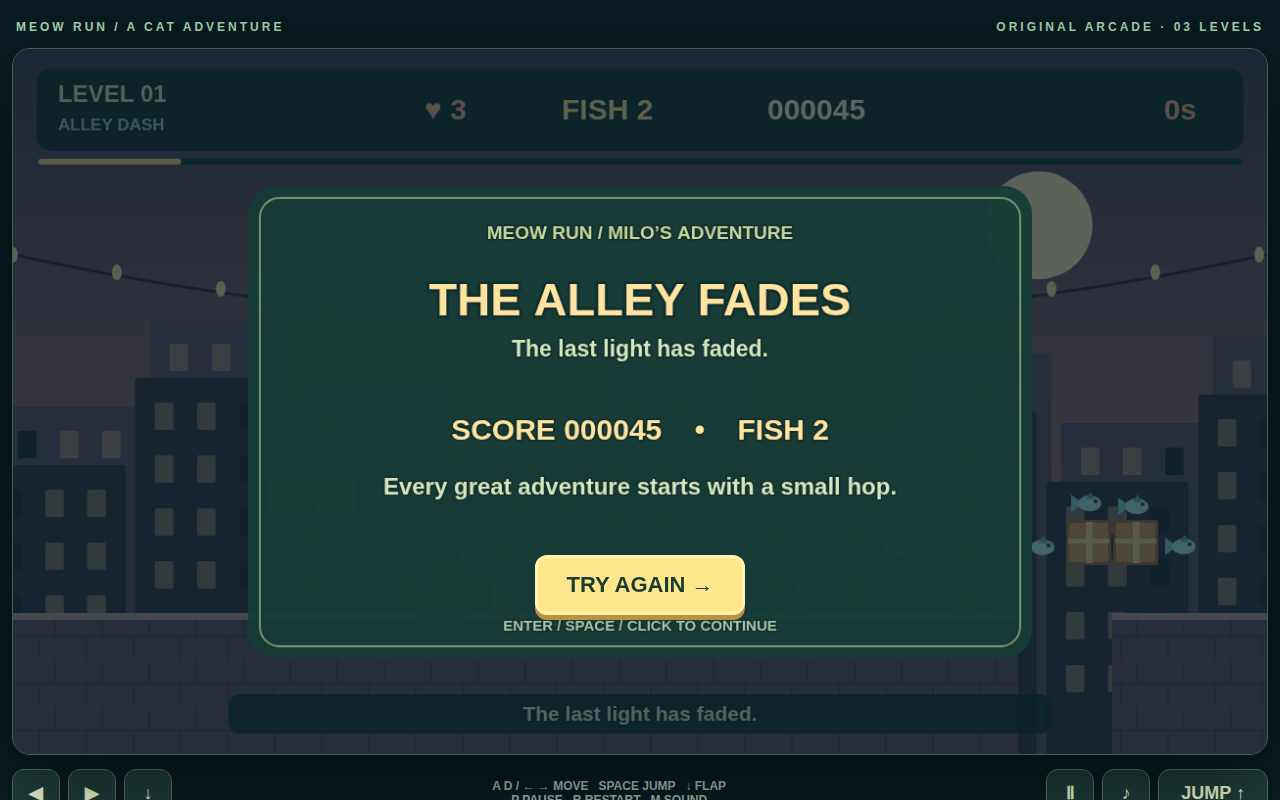 MEOW RUN / A CAT ADVENTURE
ORIGINAL ARCADE · 03 LEVELS
LEVEL 01
ALLEY DASH
♥ 3
FISH 2
000045
0s
MEOW RUN / MILO’S ADVENTURE
THE ALLEY FADES
The last light has faded.
SCORE 000045 • FISH 2
Every great adventure starts with a small hop.
TRY AGAIN →
ENTER / SPACE / CLICK TO CONTINUE
The last light has faded.
◀ ▶ ↓
A D / ← → MOVE SPACE JUMP ↓ FLAP
P PAUSE R RESTART M SOUND
⏸ ♪ JUMP ↑